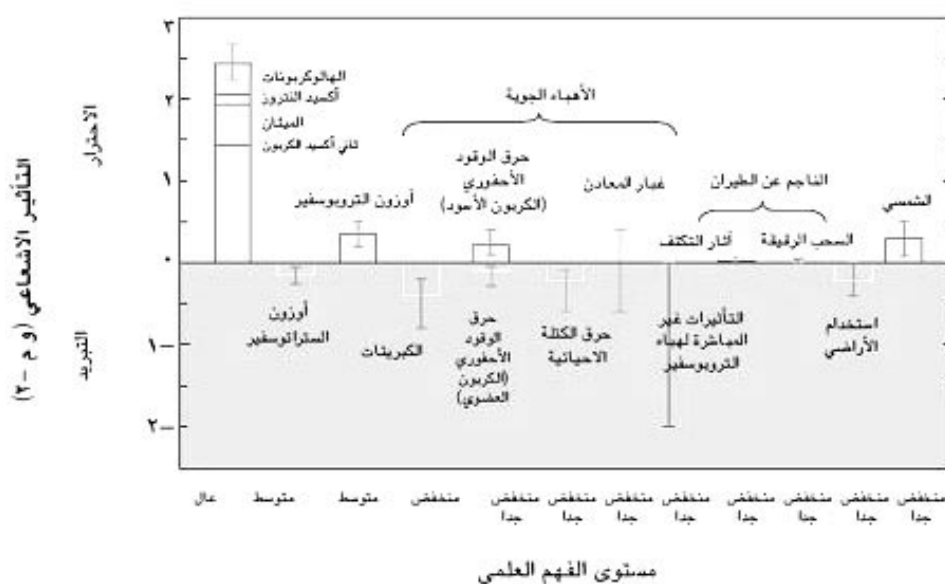 ٣
٢
١
٠
١–
٢–
الاحترار
التبريد
التأثير الاشعاعي (و م –٢)
الهالوكربونات
أكسيد النتروز
الميثان
ثاني أكسيد الكربون
أوزون التروبوسفير
أوزون
الستراتوسفير
الأهباء الجوية
الكبريتات
حرق الوقود
الأحفوري
(الكربون الأسود)
حرق
الوقود
الأحفوري
(الكربون
العضوي)
حرق الكتلة
الاحيائية
غبار المعادن
التأثيرات غير
المباشرة لهباء
التروبوسفير
الناجم عن الطيران
أثار التكثف
السحب الرقيقة
استخدام
الأراضي
الشمسي
عال
متوسط
متوسط
منخفض
منخفض
جدا
منخفض
جدا
منخفض
جدا
منخفض
جدا
منخفض
جدا
منخفض
جدا
منخفض
جدا
منخفض
جدا
مستوى الفهم العلمي